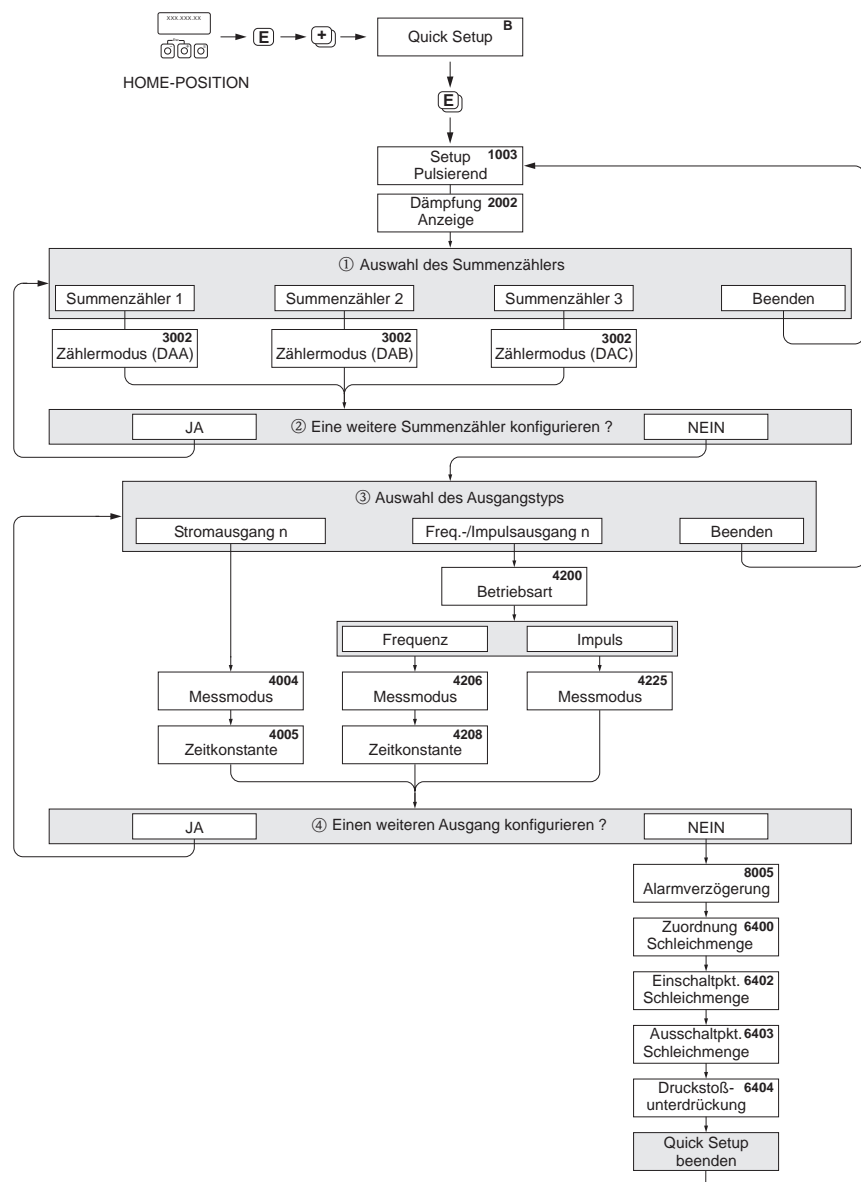 xxx.xxx.xx
Esc
E
+
B
Quick Setup
HOME-POSITION
E
Setup 1003
Pulsierend
Dämpfung 2002
Anzeige
① Auswahl des Summenzählers
Summenzähler 1
Summenzähler 2
Summenzähler 3
Beenden
3002
Zählermodus (DAA)
3002
Zählermodus (DAB)
3002
Zählermodus (DAC)
JA
② Eine weitere Summenzähler konfigurieren ?
NEIN
③ Auswahl des Ausgangstyps
Stromausgang n
Freq.-/Impulsausgang n
Beenden
4200
Betriebsart
Frequenz
Impuls
4004
Messmodus
4206
Messmodus
4225
Messmodus
4005
Zeitkonstante
4208
Zeitkonstante
JA
④ Einen weiteren Ausgang konfigurieren ?
NEIN
8005
Alarmverzögerung
Zuordnung 6400
Schleichmenge
Einschaltpkt. 6402
Schleichmenge
Ausschaltpkt. 6403
Schleichmenge
Druckstoß- 6404
unterdrückung
Quick Setup
beenden